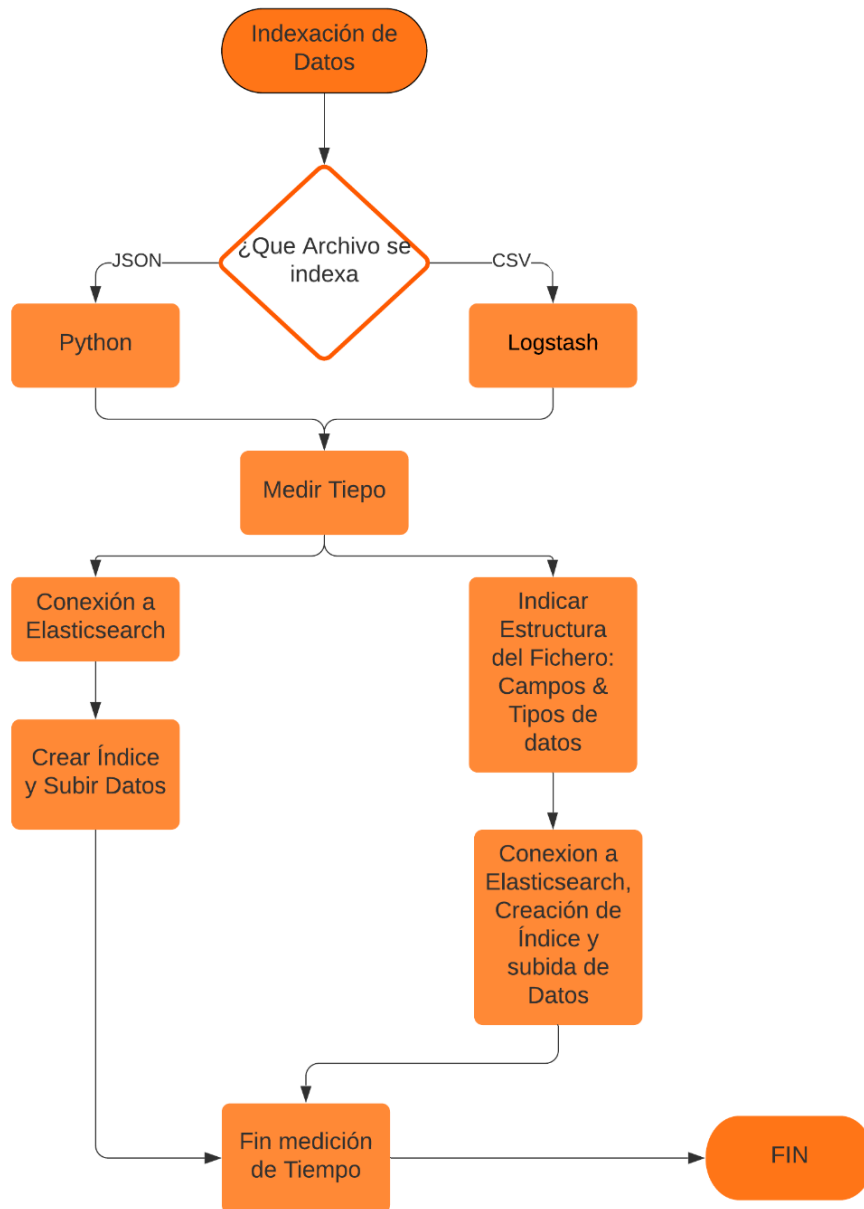 Indexación de
Datos
¿Que Archivo se
indexa
JSON
CSV
Python
Logstash
Medir Tiepo
Conexión a
Elasticsearch
Indicar
Estructura
del Fichero:
Campos &
Tipos de
datos
Crear Índice
y Subir Datos
Conexion a
Elasticsearch,
Creación de
Índice y
subida de
Datos
Fin medición
de Tiempo
FIN